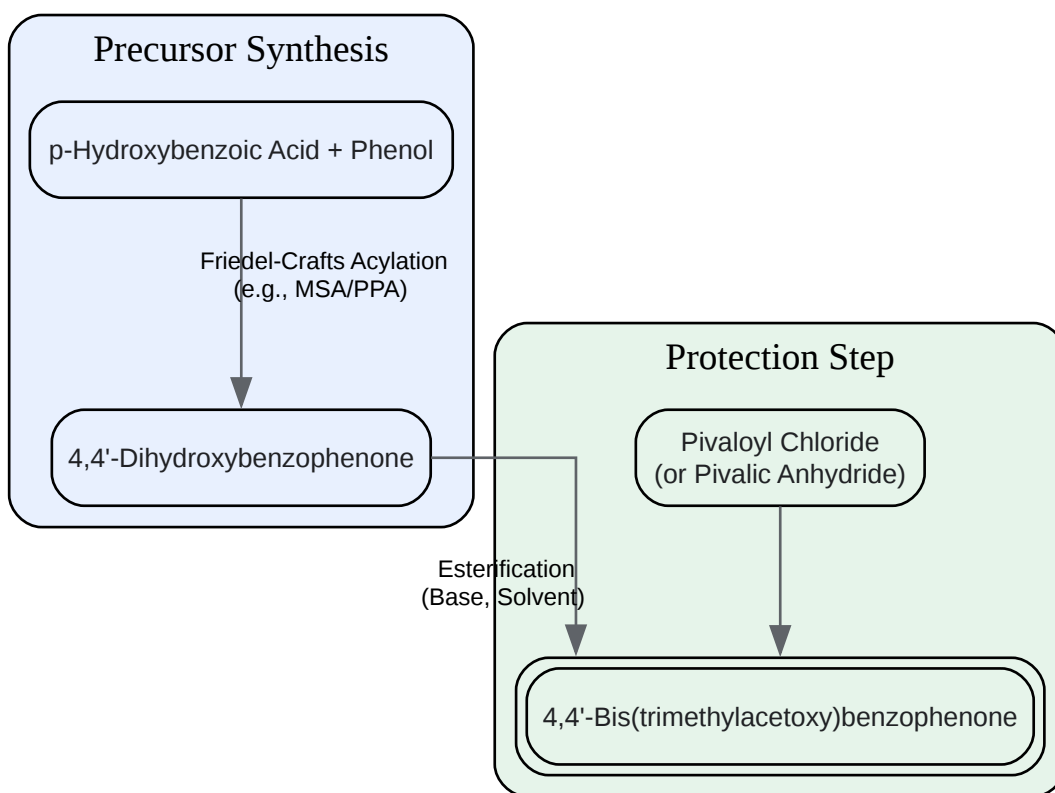 Precursor Synthesis
p-Hydroxybenzoic Acid + Phenol
Friedel-Crafts Acylation
(e.g., MSA/PPA)
4,4'-Dihydroxybenzophenone
Protection Step
Pivaloyl Chloride
(or Pivalic Anhydride)
Esterification
(Base, Solvent)
4,4'-Bis(trimethylacetoxy)benzophenone